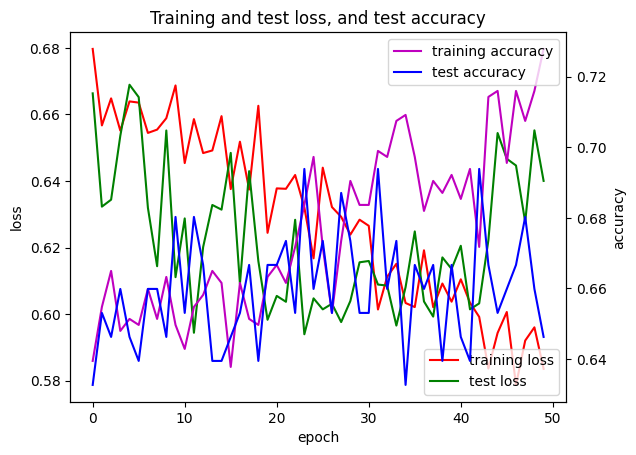 Training and test loss, and test accuracy
training accuracy
test accuracy
0.68
0.66
0.64
0.62
0.60
0.58
loss
0.72
0.70
0.68
0.66
0.64
accuracy
training loss
test loss
0
10
20
30
40
50
epoch